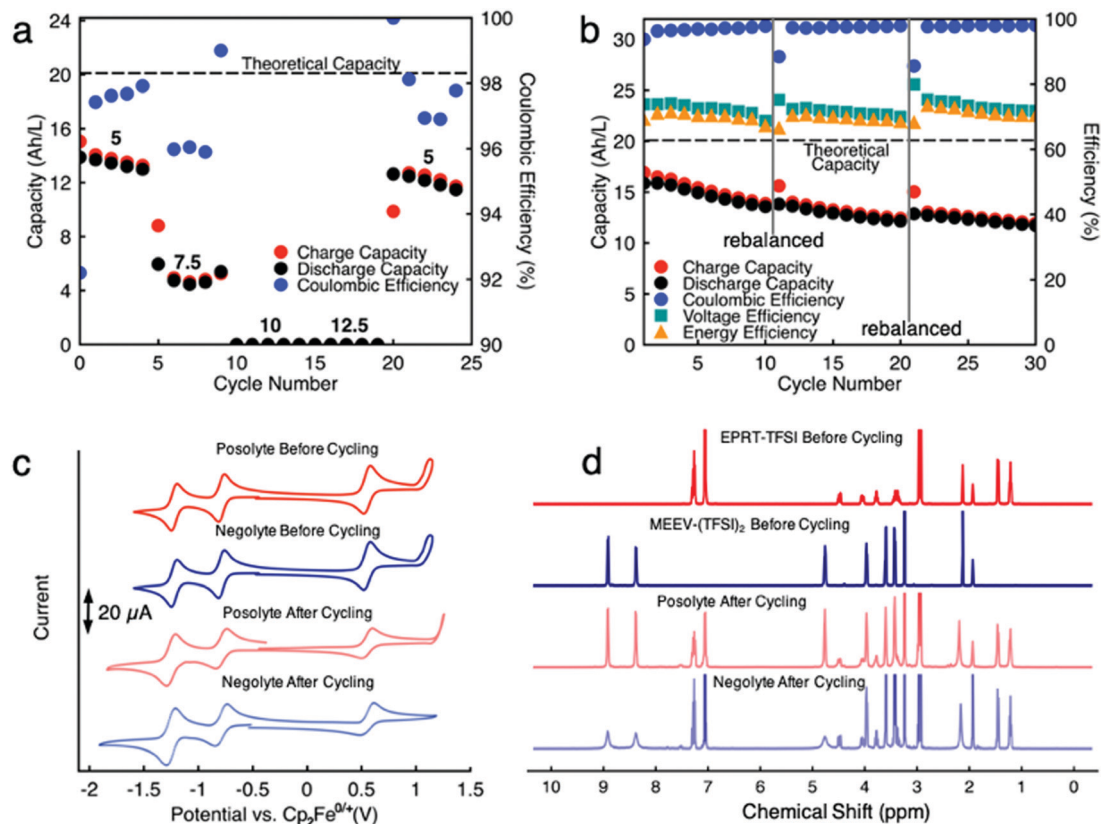 a
24
20
16
12
8
4
0
Capacity (Ah/L)
0 5 10 15 20 25
Cycle Number
100
98
96
94
92
90
Coulombic Efficiency (%)
Theoretical Capacity
5
7.5
10
12.5
5
Charge Capacity
Discharge Capacity
Coulombic Efficiency
b
30
25
20
15
10
5
0
Capacity (Ah/L)
5 10 15 20 25 30
Cycle Number
100
80
60
40
20
0
Efficiency (%)
Theoretical
Capacity
rebalanced
rebalanced
Charge Capacity
Discharge Capacity
Coulombic Efficiency
Voltage Efficiency
Energy Efficiency
c
Current
20 µA
Posolyte Before Cycling
Negolyte Before Cycling
Posolyte After Cycling
Negolyte After Cycling
-2 -1.5 -1 -0.5 0 0.5 1 1.5
Potential vs. Cp₂Fe⁰/⁺(V)
d
EPRT-TFSI Before Cycling
MEEV-(TFSI)₂ Before Cycling
Posolyte After Cycling
Negolyte After Cycling
10 9 8 7 6 5 4 3 2 1 0
Chemical Shift (ppm)